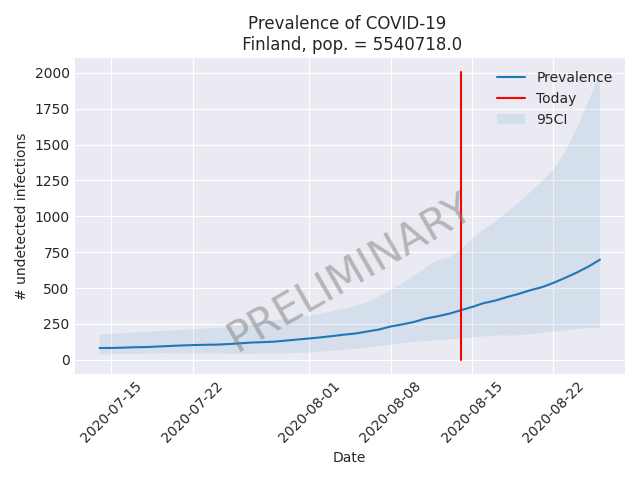 Prevalence of COVID-19
Finland, pop. = 5540718.0
# undetected infections
2000
1750
1500
1250
1000
750
500
250
0
Prevalence
Today
95CI
PRELIMINARY
2020-07-15
2020-07-22
2020-08-01
2020-08-08
2020-08-15
2020-08-22
Date